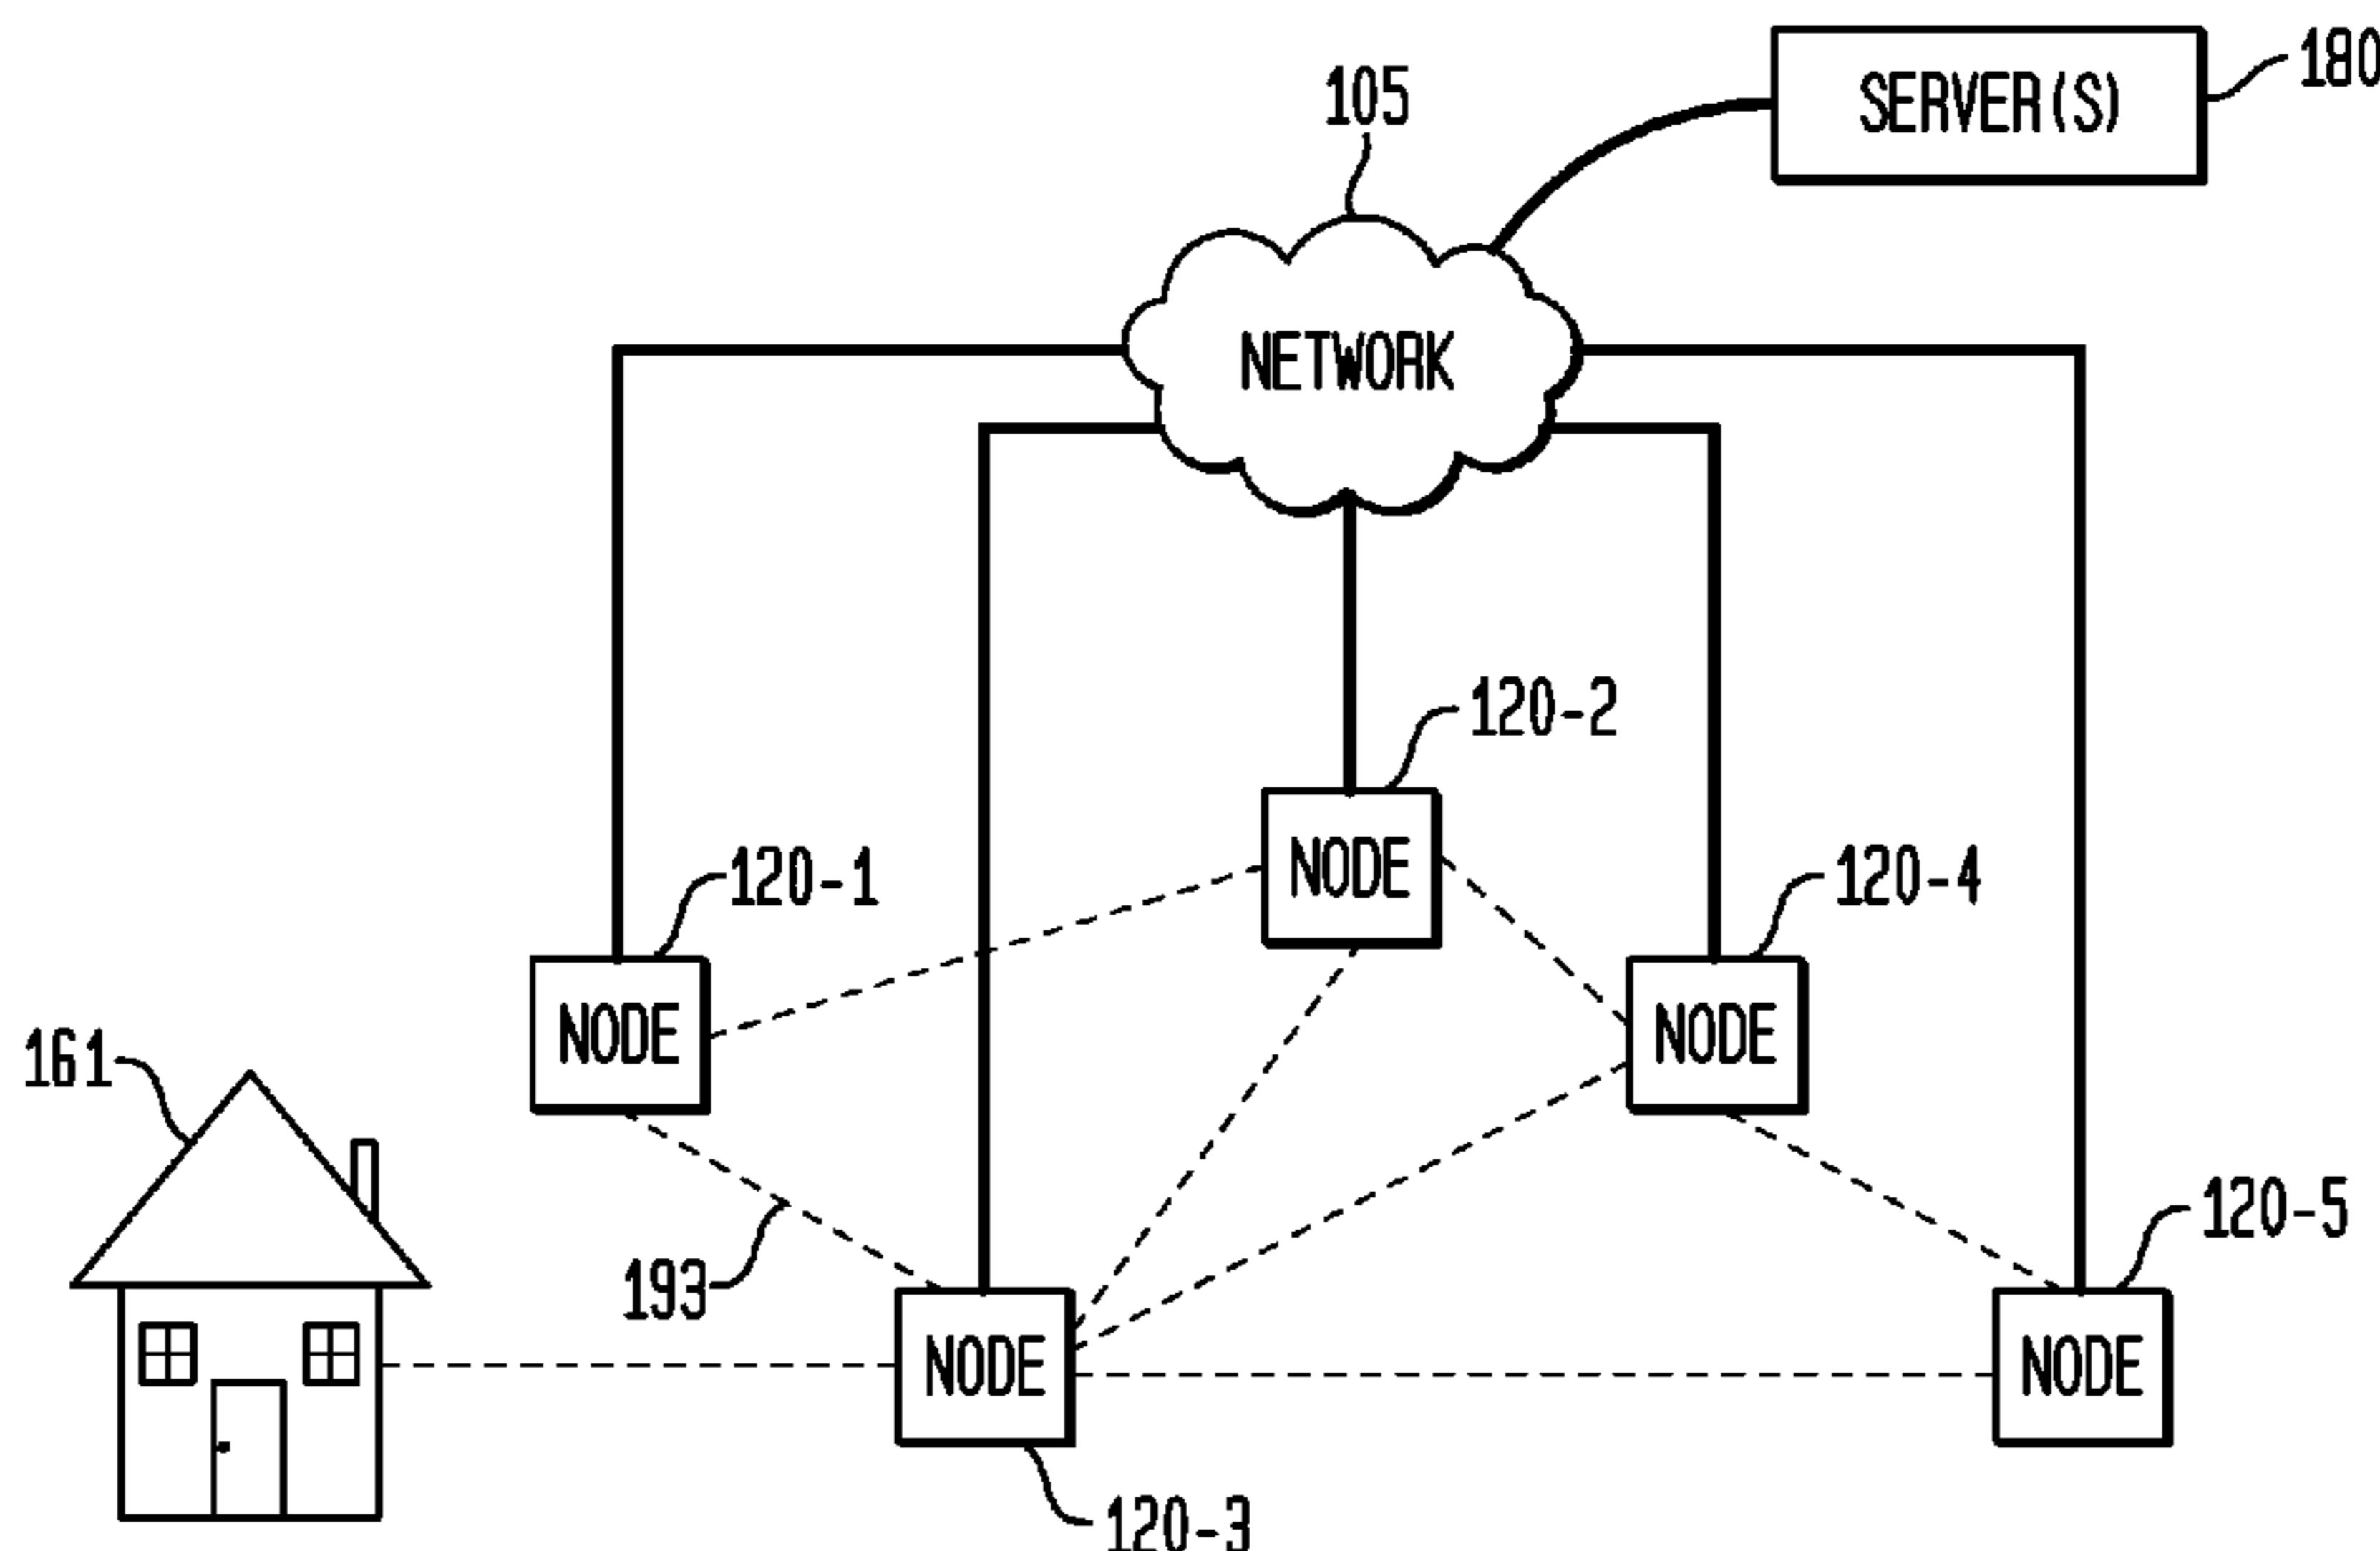 180
SERVER(S)
105
NETWORK
120-2
NODE
120-1
120-4
NODE
NODE
161
120-5
193
NODE
NODE
120-3